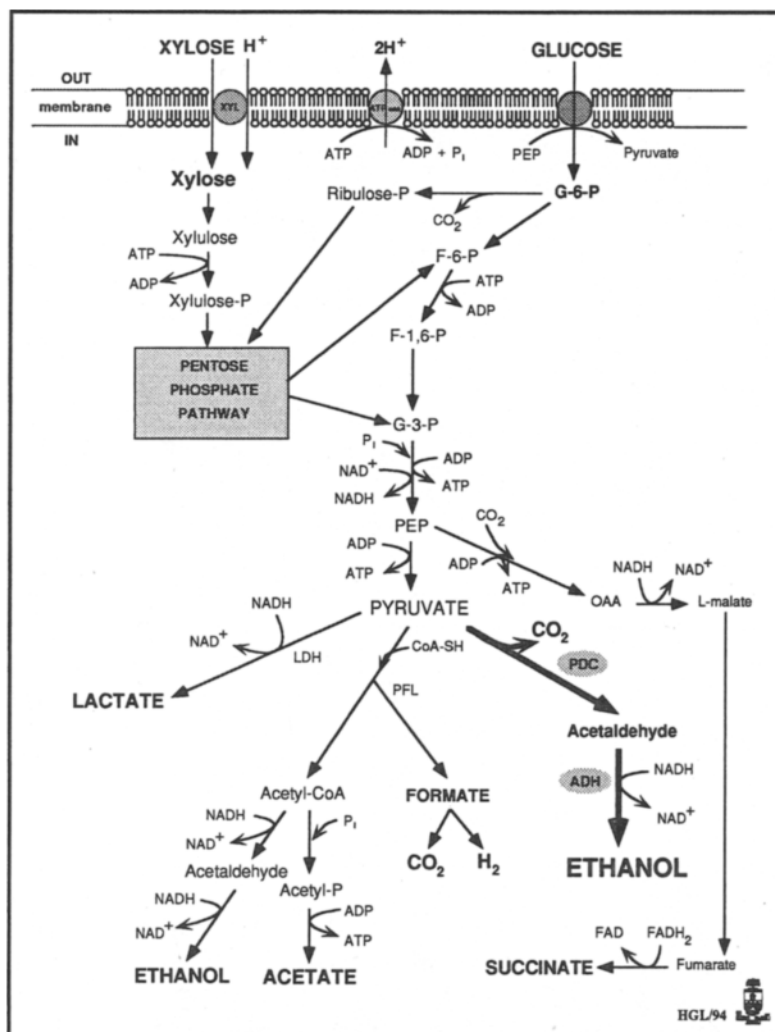 XYLOSE H+ 2H+ GLUCOSE
OUT
membrane XYL
IN
ATP ADP + Pi PEP Pyruvate
Xylose Ribulose-P G-6-P
CO2
Xylulose
ATP F-6-P
ADP ATP
Xylulose-P ADP
F-1,6-P
PENTOSE
PHOSPHATE
PATHWAY
G-3-P
Pi
ADP
NAD+
ATP
NADH
PEP CO2
ADP ADP NADH NAD+
ATP ATP OAA L-malate
PYRUVATE
NADH CO2
NAD+ CoA-SH PDC
LDH
LACTATE PFL
Acetaldehyde
Acetyl-CoA FORMATE ADH NADH
NADH Pi NAD+
NAD+
Acetaldehyde CO2 H2 ETHANOL
Acetyl-P
NADH ADP
NAD+ ATP FAD FADH2
ETHANOL ACETATE SUCCINATE Fumarate
HGL/94